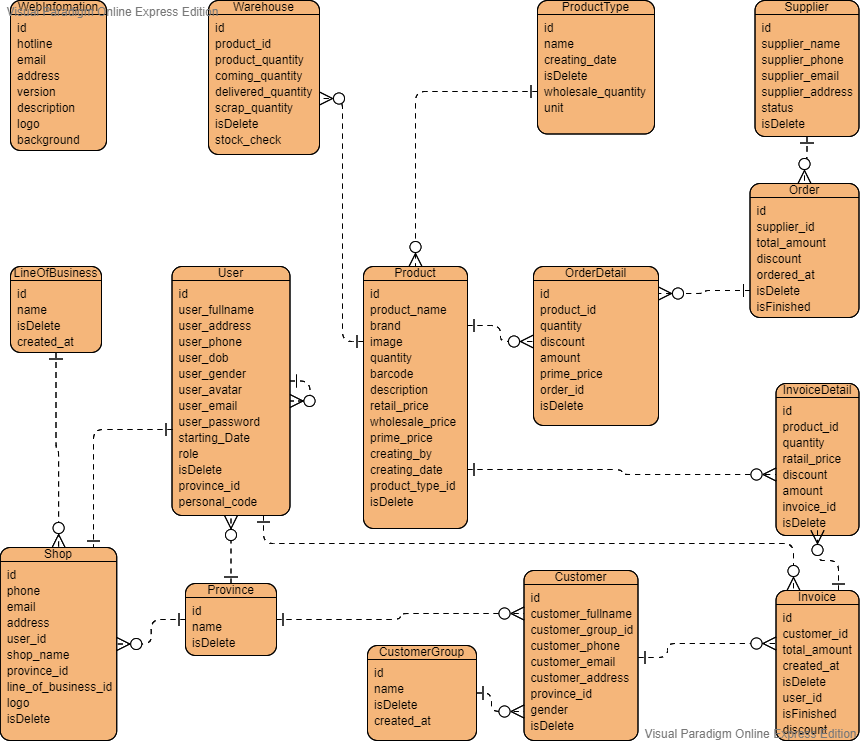 Visual Paradigm Online Express Edition
WebInfomation
id
hotline
email
address
version
description
logo
background
Warehouse
id
product_id
product_quantity
coming_quantity
delivered_quantity
scrap_quantity
isDelete
stock_check
ProductType
id
name
creating_date
isDelete
wholesale_quantity
unit
Supplier
id
supplier_name
supplier_phone
supplier_email
supplier_address
status
isDelete
Order
id
supplier_id
total_amount
discount
ordered_at
isDelete
isFinished
LineOfBusiness
id
name
isDelete
created_at
User
id
user_fullname
user_address
user_phone
user_dob
user_gender
user_avatar
user_email
user_password
starting_Date
role
isDelete
province_id
personal_code
Product
id
product_name
brand
image
quantity
barcode
description
retail_price
wholesale_price
prime_price
creating_by
creating_date
product_type_id
isDelete
OrderDetail
id
product_id
quantity
discount
amount
prime_price
order_id
isDelete
InvoiceDetail
id
product_id
quantity
ratail_price
discount
amount
invoice_id
isDelete
Shop
id
phone
email
address
user_id
shop_name
province_id
line_of_business_id
logo
isDelete
Province
id
name
isDelete
CustomerGroup
id
name
isDelete
created_at
Customer
id
customer_fullname
customer_group_id
customer_phone
customer_email
customer_address
province_id
gender
isDelete
Invoice
id
customer_id
total_amount
created_at
isDelete
user_id
isFinished
discount
Visual Paradigm Online Express Edition